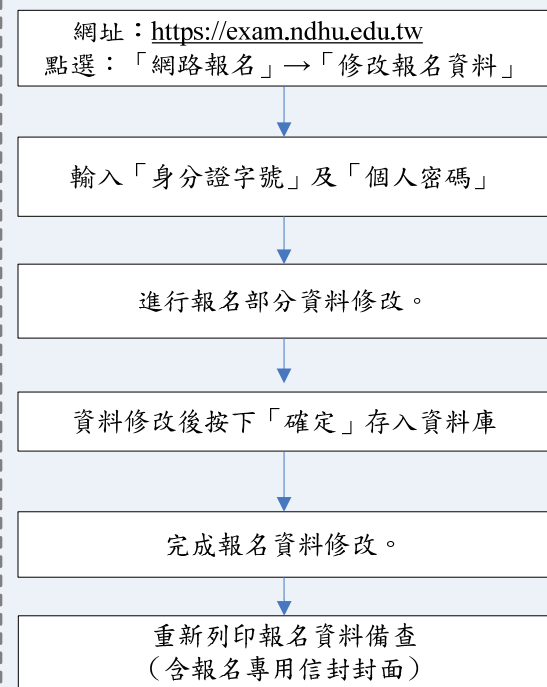 網址：https://exam.ndhu.edu.tw
點選：「網路報名」→「修改報名資料」
輸入「身分證字號」及「個人密碼」
進行報名部分資料修改。
資料修改後按下「確定」存入資料庫
完成報名資料修改。
重新列印報名資料備查
（含報名專用信封封面）